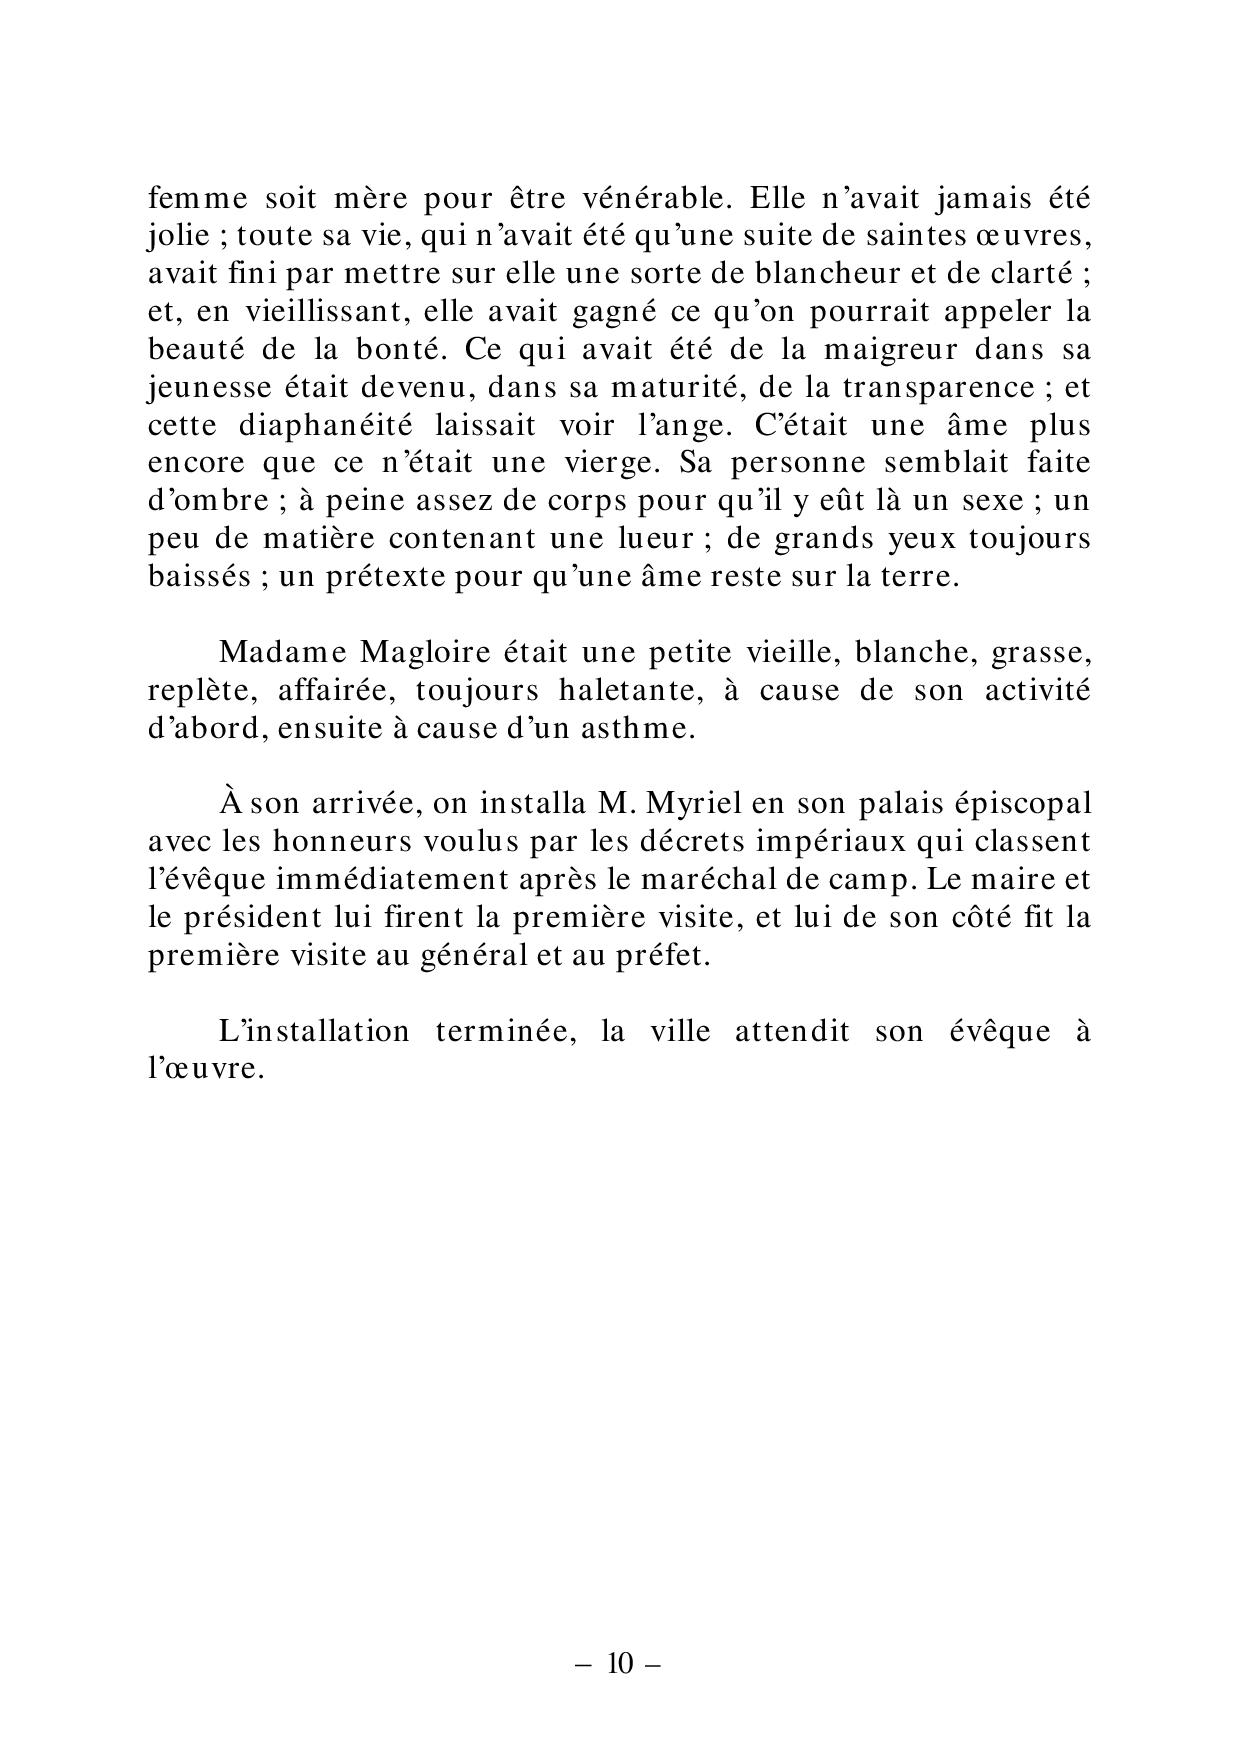 femme soit mère pour être vénérable. Elle n’avait jamais été
jolie ; toute sa vie, qui n’avait été qu’une suite de saintes œuvres,
avait fini par mettre sur elle une sorte de blancheur et de clarté ;
et, en vieillissant, elle avait gagné ce qu’on pourrait appeler la
beauté de la bonté. Ce qui avait été de la maigreur dans sa
jeunesse était devenu, dans sa maturité, de la transparence ; et
cette diaphanéité laissait voir l’ange. C’était une âme plus
encore que ce n’était une vierge. Sa personne semblait faite
d’ombre ; à peine assez de corps pour qu’il y eût là un sexe ; un
peu de matière contenant une lueur ; de grands yeux toujours
baissés ; un prétexte pour qu’une âme reste sur la terre.
Madame Magloire était une petite vieille, blanche, grasse,
replète, affairée, toujours haletante, à cause de son activité
d’abord, ensuite à cause d’un asthme.
À son arrivée, on installa M. Myriel en son palais épiscopal
avec les honneurs voulus par les décrets impériaux qui classent
l’évêque immédiatement après le maréchal de camp. Le maire et
le président lui firent la première visite, et lui de son côté fit la
première visite au général et au préfet.
L’installation terminée, la ville attendit son évêque à
l’œuvre.
– 10 –